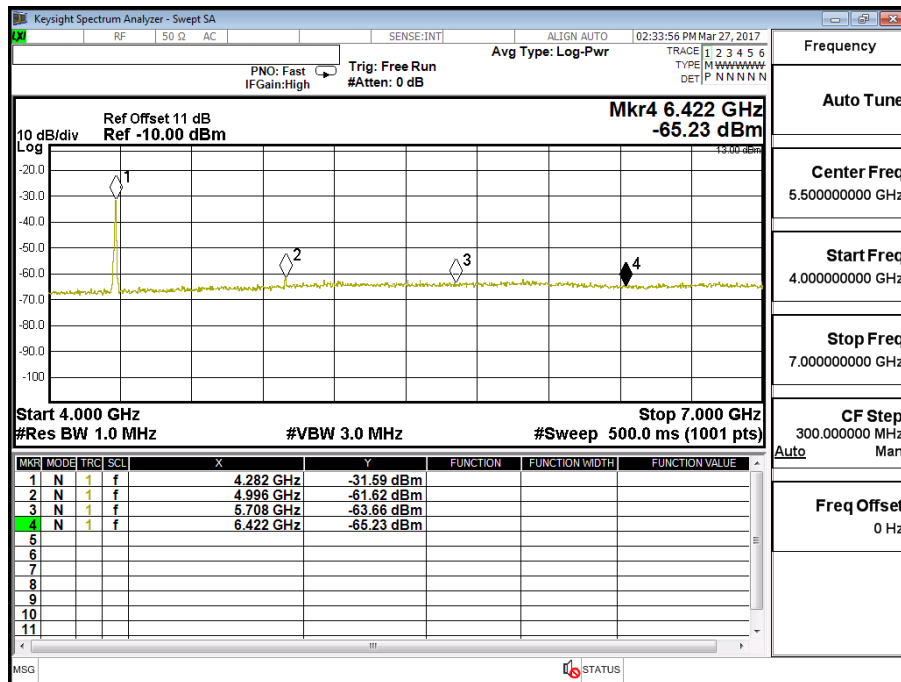 Keysight Spectrum Analyzer - Swept SA
LXI RF 50 Ω AC SENSE:INT ALIGN AUTO 02:33:56 PM Mar 27, 2017
Avg Type: Log-Pwr TRACE 1 2 3 4 5 6
PNO: Fast Trig: Free Run TYPE M WWWWW
IFGain:High #Atten: 0 dB DET P N N N N N
Mkr4 6.422 GHz
-65.23 dBm
Ref Offset 11 dB
10 dB/div Ref -10.00 dBm
Log
-13.00 dBm
-20.0
-30.0
-40.0
-50.0
-60.0
-70.0
-80.0
-90.0
-100
1
2
3
4
Start 4.000 GHz Stop 7.000 GHz
#Res BW 1.0 MHz #VBW 3.0 MHz #Sweep 500.0 ms (1001 pts)
MKR MODE TRC SCL X Y FUNCTION FUNCTION WIDTH FUNCTION VALUE
1 N 1 f 4.282 GHz -31.59 dBm
2 N 1 f 4.996 GHz -61.62 dBm
3 N 1 f 5.708 GHz -63.66 dBm
4 N 1 f 6.422 GHz -65.23 dBm
5
6
7
8
9
10
11
MSG STATUS
Frequency
Auto Tune
Center Freq
5.500000000 GHz
Start Freq
4.000000000 GHz
Stop Freq
7.000000000 GHz
CF Step
300.000000 MHz
Auto Man
Freq Offset
0 Hz